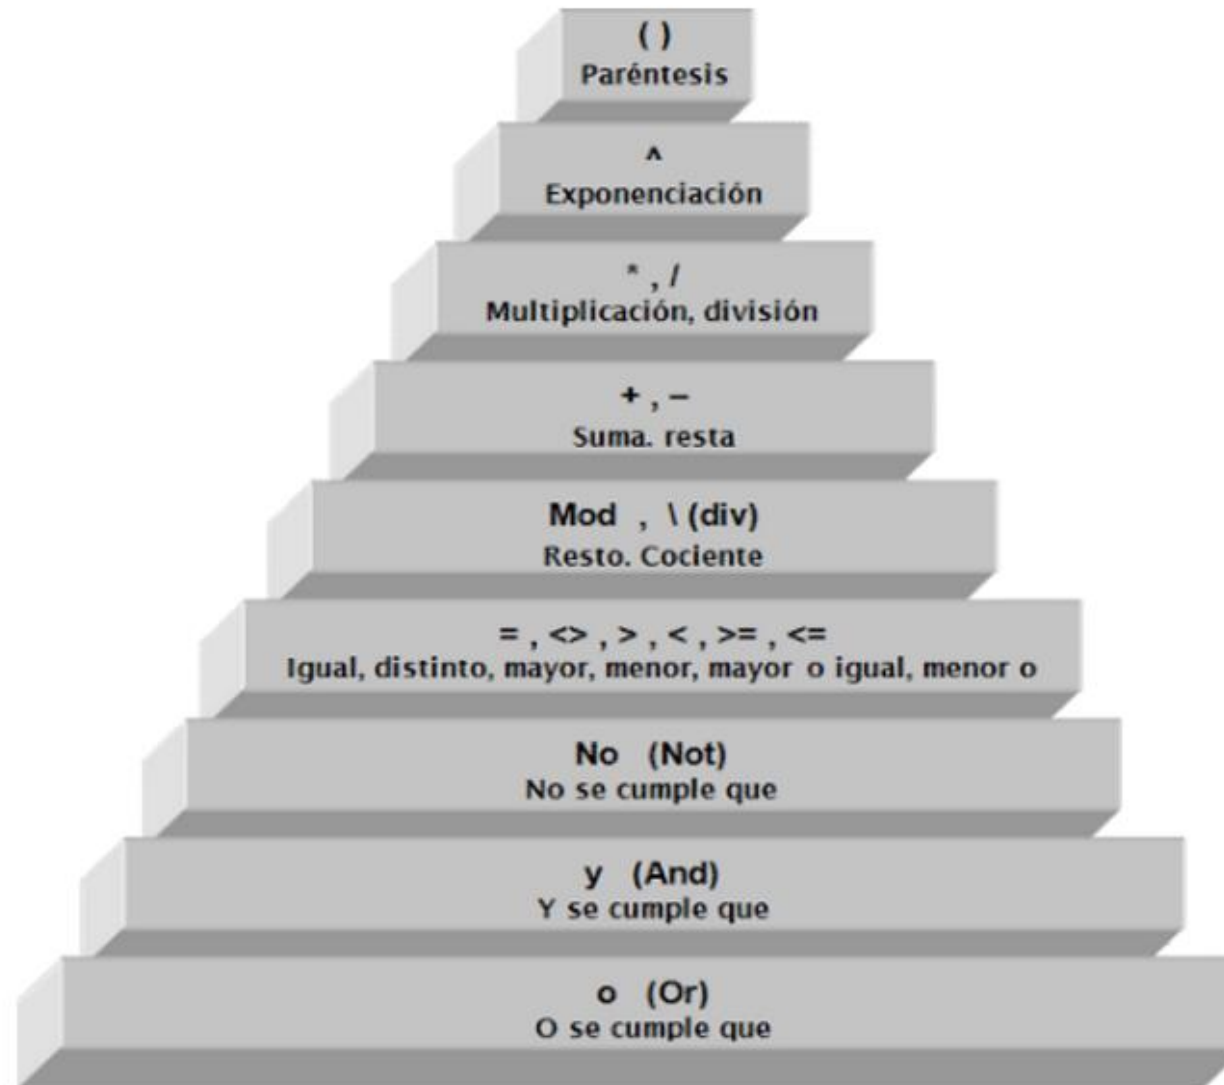 ( )
Paréntesis
^
Exponenciación
* , /
Multiplicación, división
+ , –
Suma. resta
Mod , \ (div)
Resto. Cociente
= , <> , > , < , >= , <=
Igual, distinto, mayor, menor, mayor o igual, menor o
No (Not)
No se cumple que
y (And)
Y se cumple que
o (Or)
O se cumple que